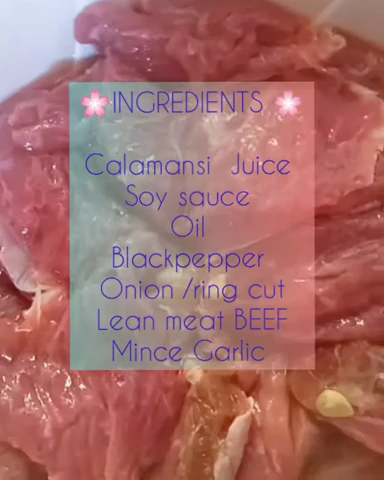 🌸INGREDIENTS 🌸
Calamansi Juice
Soy sauce
Oil
Blackpepper
Onion /ring cut
Lean meat BEEF
Mince Garlic